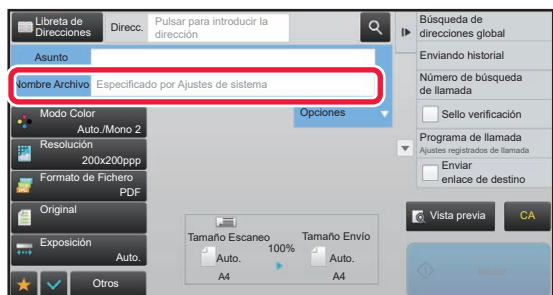 Libreta de
Direcciones
Direcc.
Pulsar para introducir la
dirección
Asunto
Nombre Archivo
Especificado por Ajustes de sistema
Opciones
Modo Color
Auto./Mono 2
Resolución
200x200ppp
Formato de Fichero
PDF
Original
Exposición
Auto.
Otros
Tamaño Escaneo
100%
Tamaño Envío
Auto.
A4
Auto.
A4
Búsqueda de
direcciones global
Enviando historial
Número de búsqueda
de llamada
Sello verificación
Programa de llamada
Ajustes registrados de llamada
Enviar
enlace de destino
Vista previa
CA